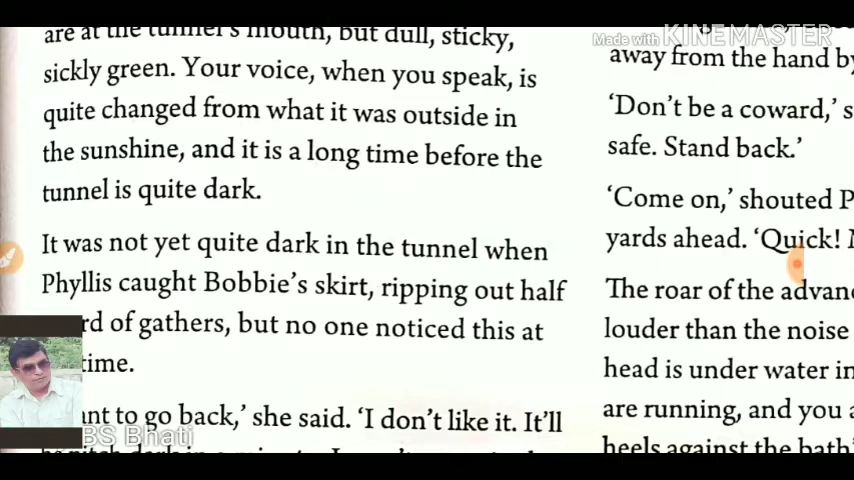 are at the tunnel's mouth, but dull, sticky,
sickly green. Your voice, when you speak, is
quite changed from what it was outside in
the sunshine, and it is a long time before the
tunnel is quite dark.
It was not yet quite dark in the tunnel when
Phyllis caught Bobbie's skirt, ripping out half
rd of gathers, but no one noticed this at
time.
ant to go back,' she said. 'I don't like it. It'll
be pitch dark in a minute. I
Made with KINEMASTER
away from the hand by
'Don't be a coward,' s
safe. Stand back.'
'Come on,' shouted P
yards ahead. 'Quick!
The roar of the advanc
louder than the noise
head is under water in
are running, and you a
heels against the bath'
BS Bhati